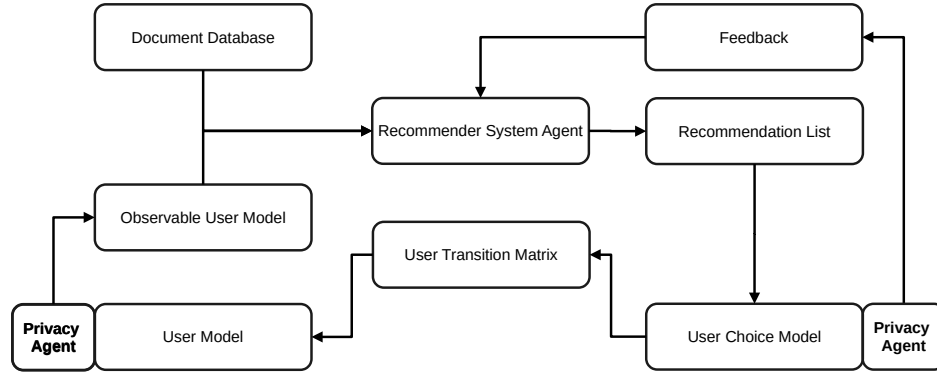 Document Database
Feedback
Recommender System Agent
Recommendation List
Observable User Model
User Transition Matrix
Privacy
Agent
User Model
User Choice Model
Privacy
Agent